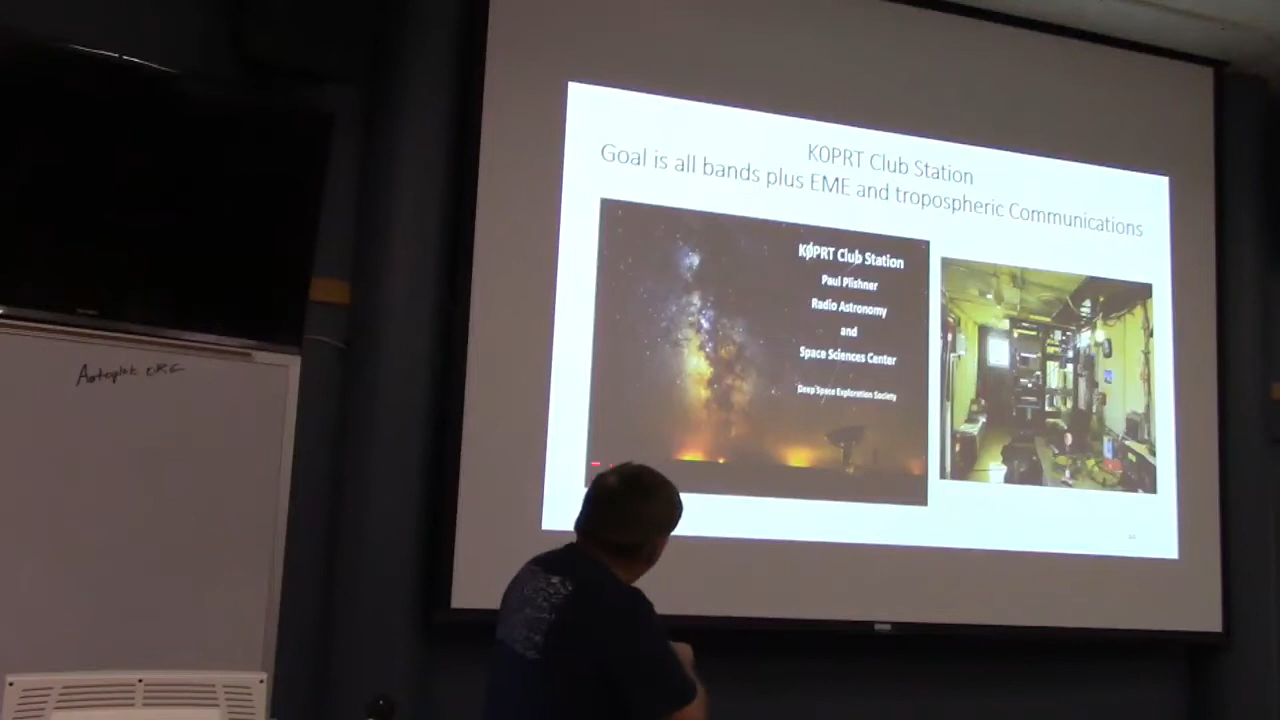 K0PRT Club Station
Goal is all bands plus EME and tropospheric Communications
KØPRT Club Station
Paul Plishner
Radio Astronomy
and
Space Sciences Center
Deep Space Exploration Society